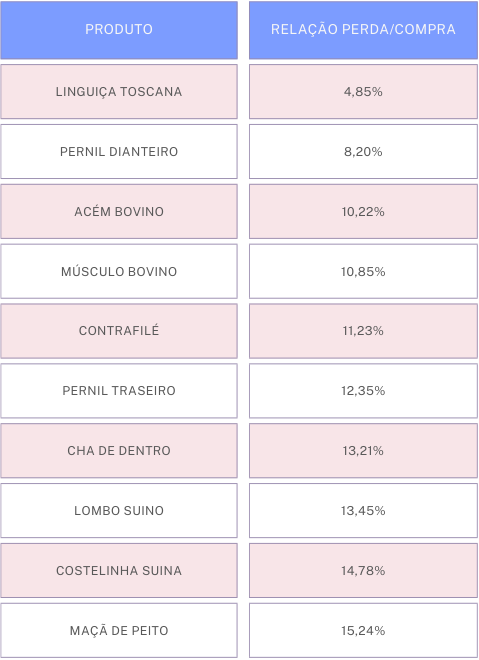 PRODUTO RELAÇÃO PERDA/COMPRA
LINGUIÇA TOSCANA 4,85%
PERNIL DIANTEIRO 8,20%
ACÉM BOVINO 10,22%
MÚSCULO BOVINO 10,85%
CONTRAFILÉ 11,23%
PERNIL TRASEIRO 12,35%
CHA DE DENTRO 13,21%
LOMBO SUINO 13,45%
COSTELINHA SUINA 14,78%
MAÇÃ DE PEITO 15,24%